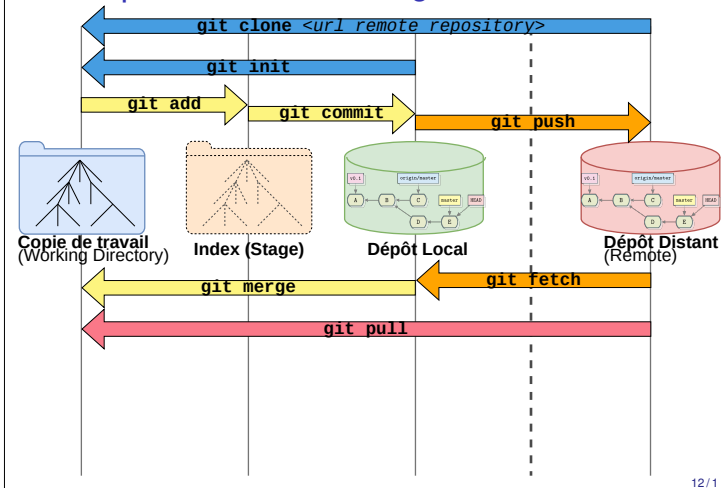 git clone <url remote repository>
git init
git add
git commit
git push
v0.1
origin/master
A
B
C
master
HEAD
D
E
v0.1
origin/master
A
B
C
master
HEAD
D
E
Copie de travail
(Working Directory)
Index (Stage)
Dépôt Local
Dépôt Distant
(Remote)
git fetch
git merge
git pull
12/1